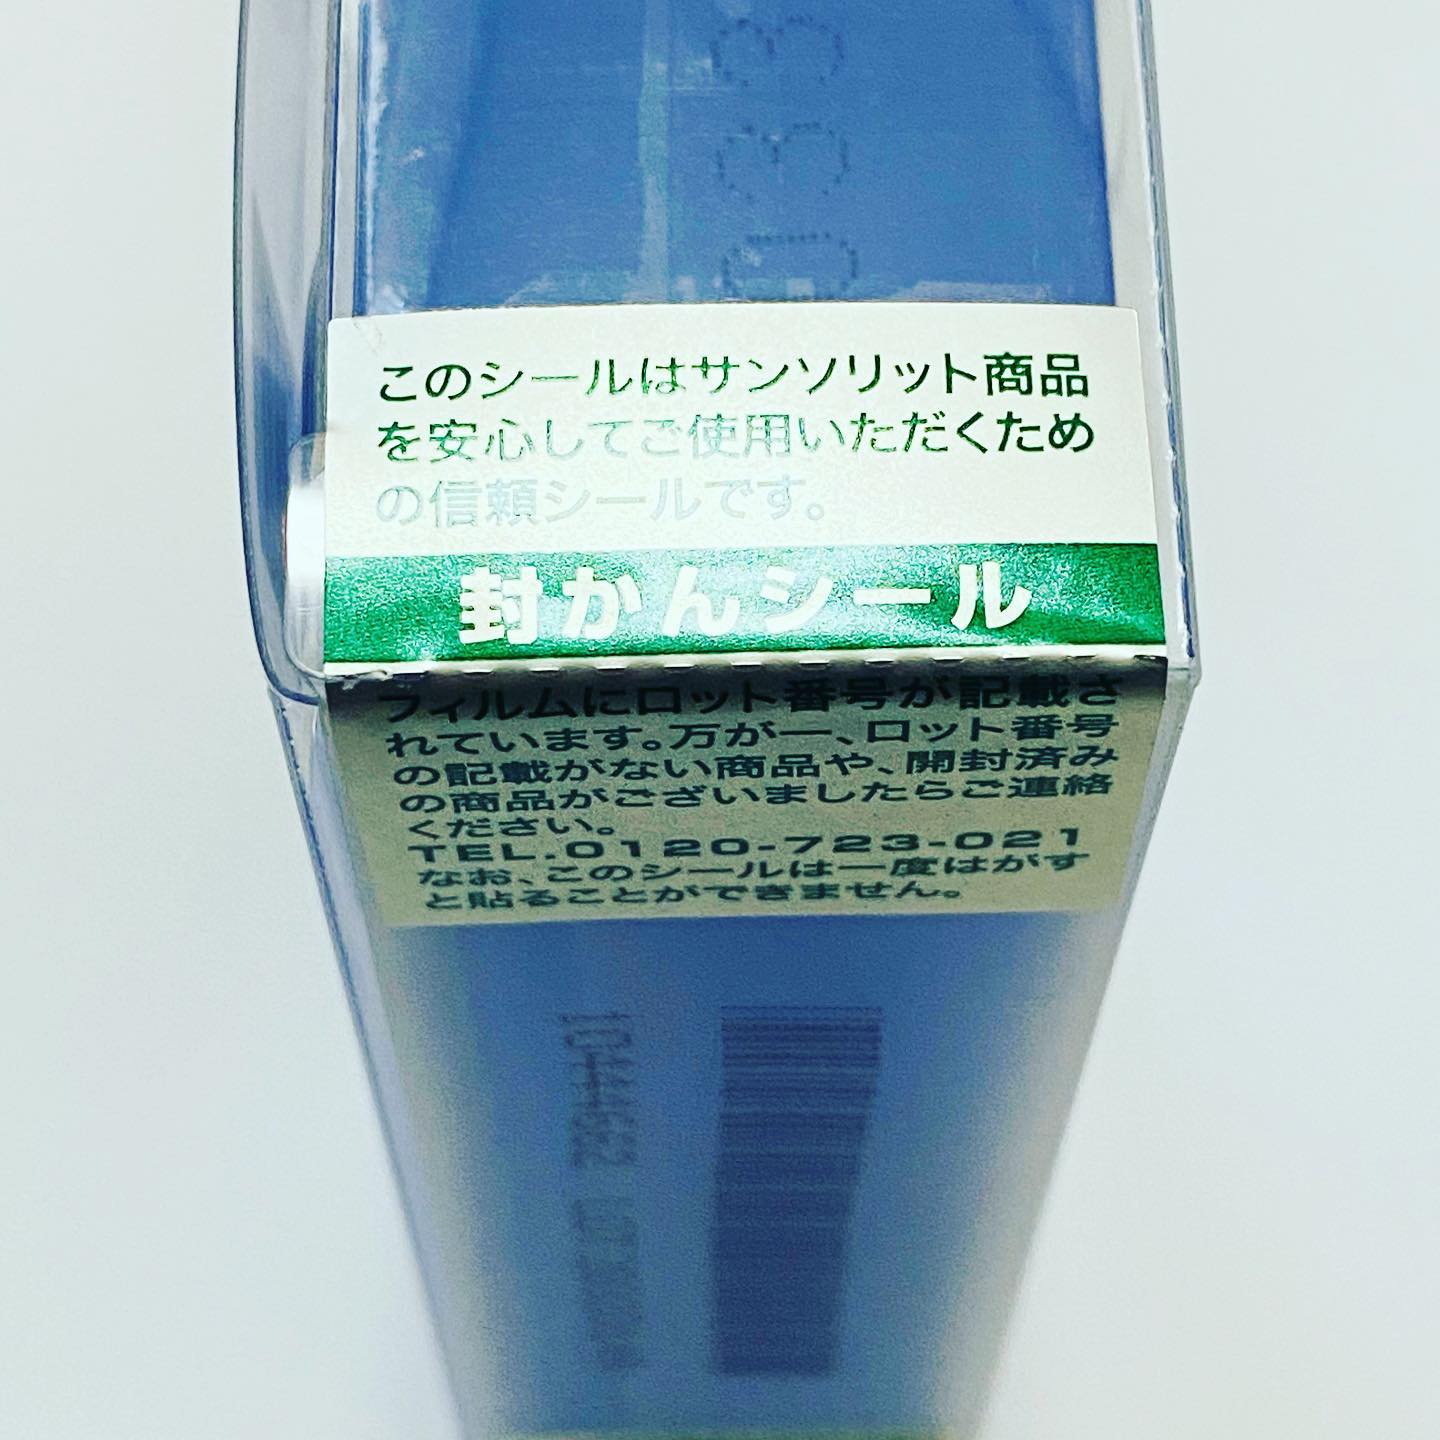 このシールはサンソリット商品
を安心してご使用いただくため
の信頼シールです。
封かんシール
フィルムにロット番号が記載さ
れています。万が一、ロット番号
の記載がない商品や、開封済み
の商品がございましたらご連絡
ください。
TEL.0120-723-021
なお、このシールは一度はがす
と貼ることができません。